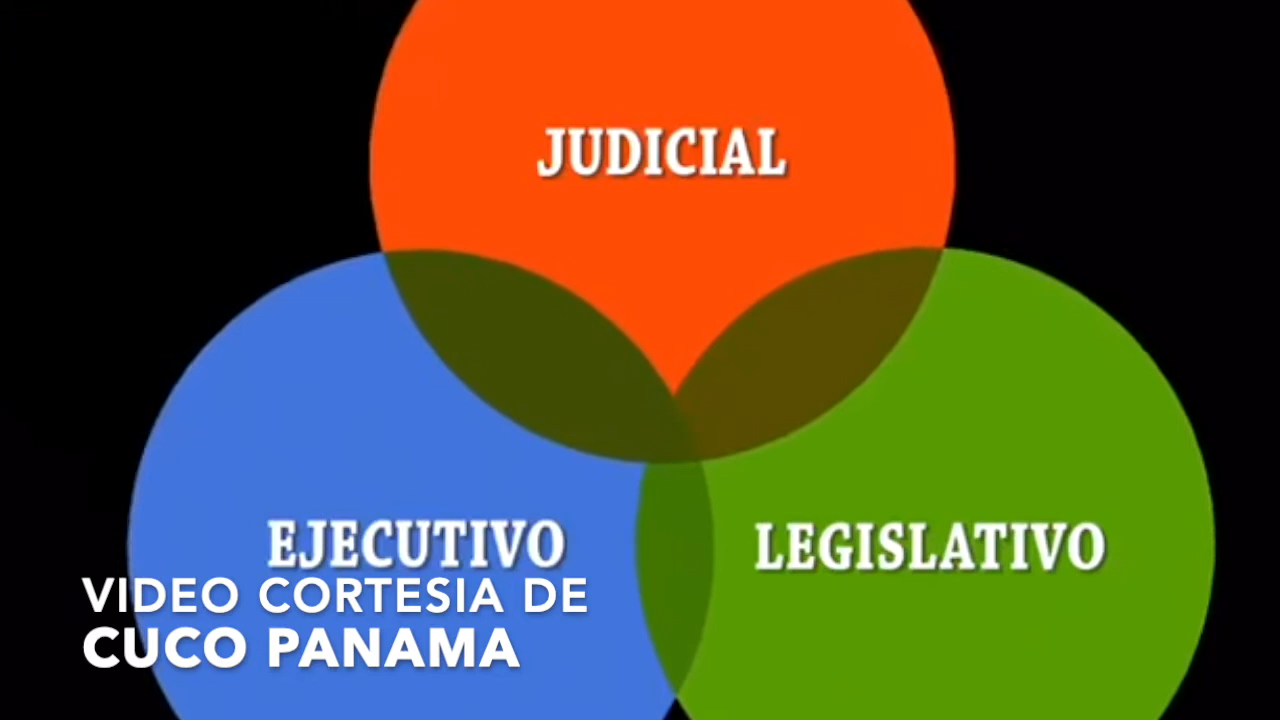 JUDICIAL
EJECUTIVO
LEGISLATIVO
VIDEO CORTESIA DE
CUCO PANAMA